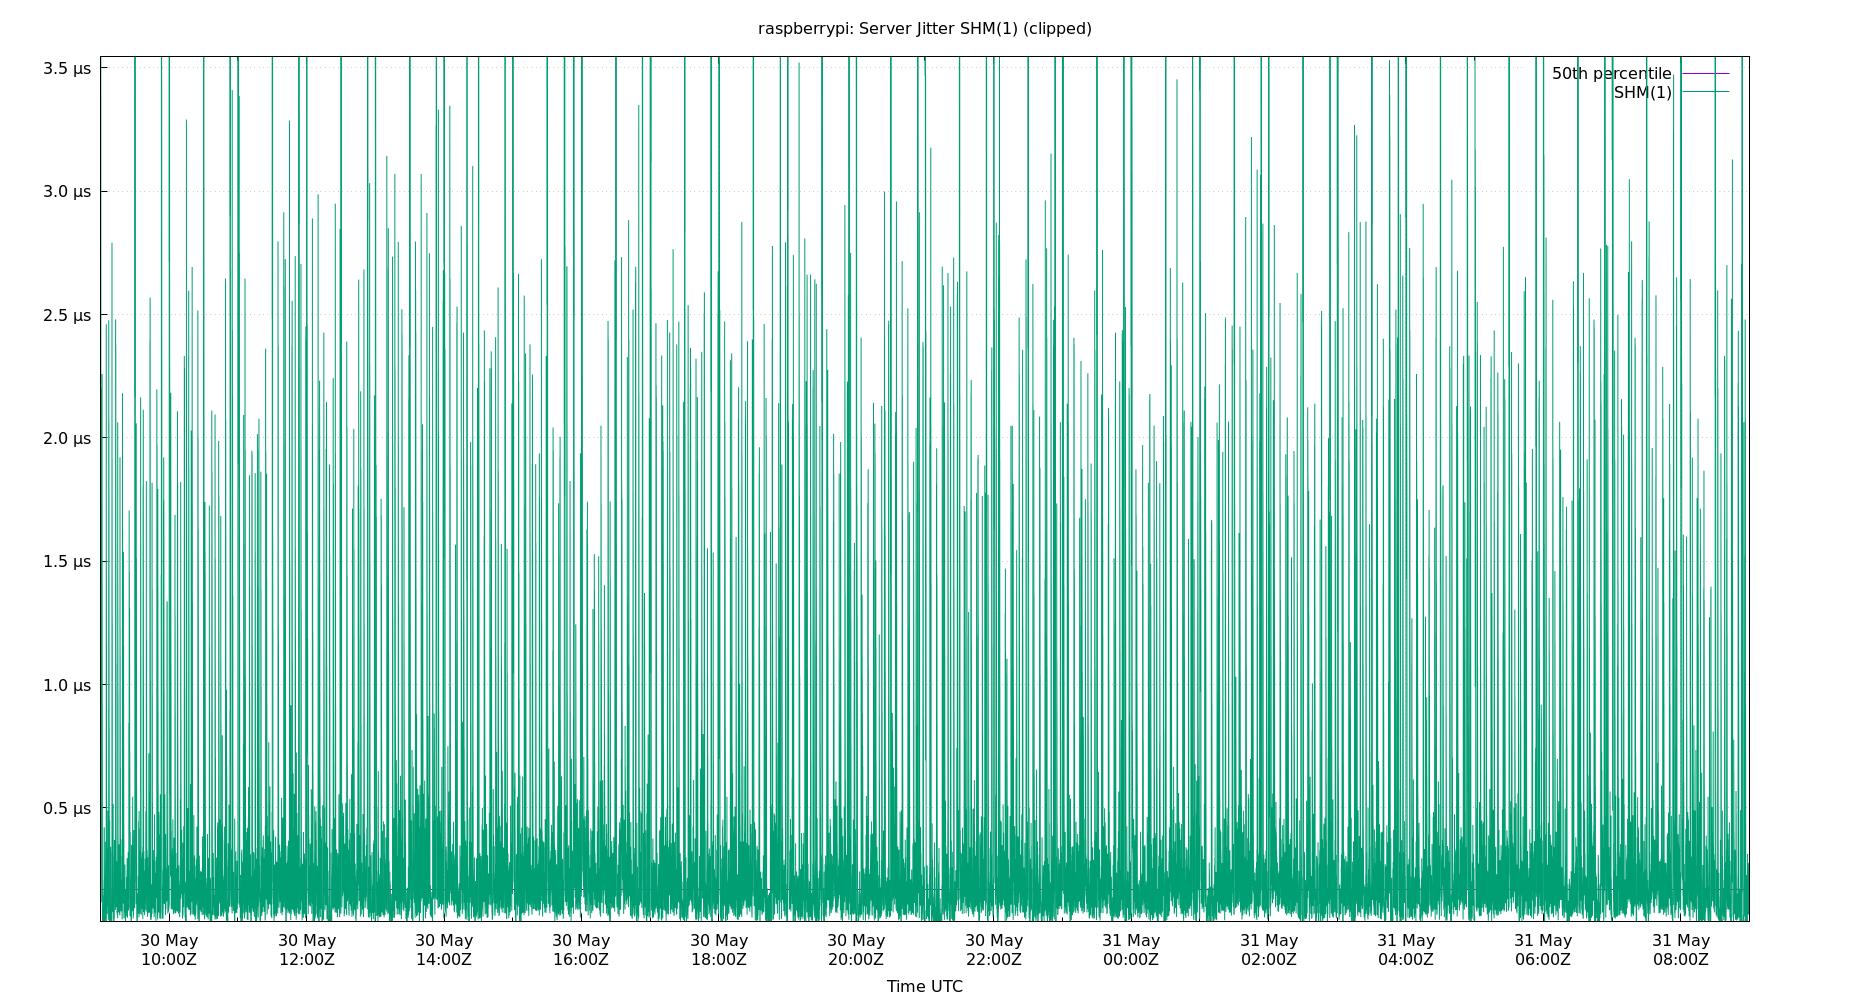 raspberrypi: Server Jitter SHM(1) (clipped)
3.5 µs
3.0 µs
2.5 µs
2.0 µs
1.5 µs
1.0 µs
0.5 µs
50th percentile
SHM(1)
30 May 30 May 30 May 30 May 30 May 30 May 30 May 31 May 31 May 31 May 31 May 31 May
10:00Z 12:00Z 14:00Z 16:00Z 18:00Z 20:00Z 22:00Z 00:00Z 02:00Z 04:00Z 06:00Z 08:00Z
Time UTC